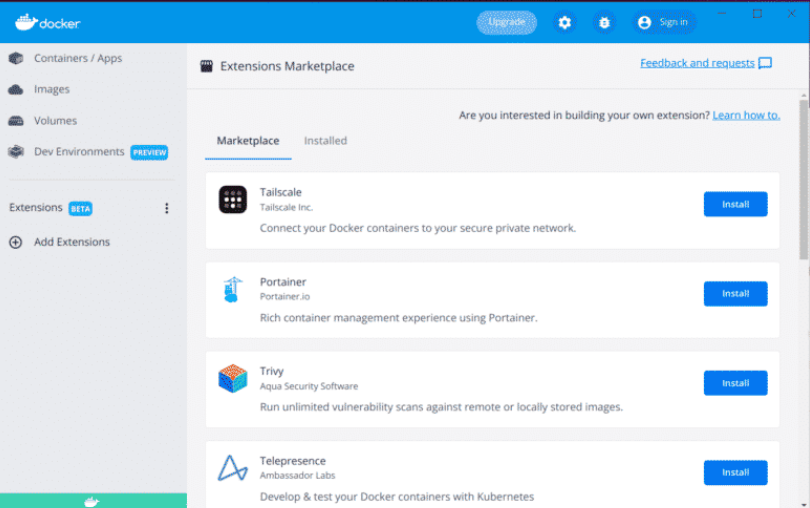 docker
Upgrade
Sign in
Containers / Apps
Images
Volumes
Dev Environments PREVIEW
Extensions BETA
Add Extensions
Extensions Marketplace
Feedback and requests
Are you interested in building your own extension? Learn how to.
Marketplace Installed
Tailscale
Tailscale Inc.
Connect your Docker containers to your secure private network.
Install
Portainer
Portainer.io
Rich container management experience using Portainer.
Install
Trivy
Aqua Security Software
Run unlimited vulnerability scans against remote or locally stored images.
Install
Telepresence
Ambassador Labs
Develop & test your Docker containers with Kubernetes
Install